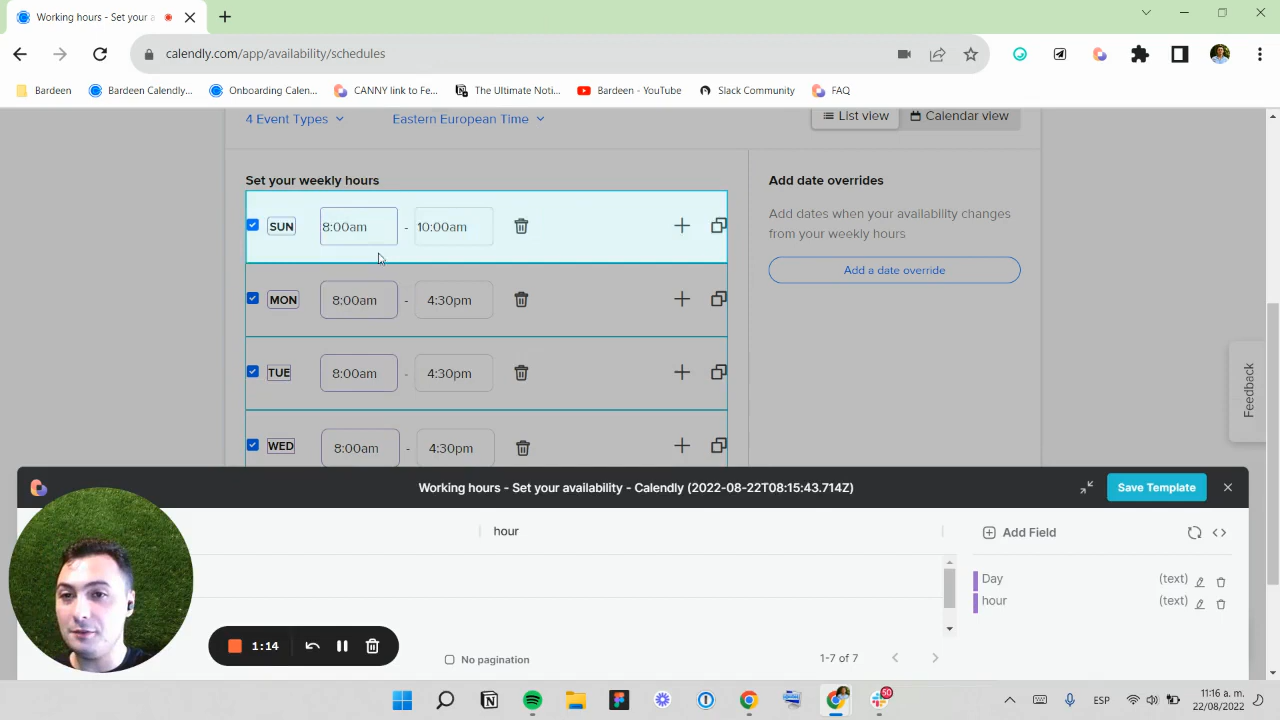 Working hours - Set your a
calendly.com/app/availability/schedules
Bardeen
Bardeen Calendly...
Onboarding Calen...
CANNY link to Fe...
The Ultimate Noti...
Bardeen - YouTube
Slack Community
FAQ
4 Event Types
Eastern European Time
List view
Calendar view
Set your weekly hours
SUN 8:00am - 10:00am
MON 8:00am - 4:30pm
TUE 8:00am - 4:30pm
WED 8:00am - 4:30pm
Add date overrides
Add dates when your availability changes
from your weekly hours
Add a date override
Feedback
Working hours - Set your availability - Calendly (2022-08-22T08:15:43.714Z)
Save Template
hour
Add Field
Day (text)
hour (text)
1:14
No pagination
1-7 of 7
50
ESP
11:16 a. m.
22/08/2022